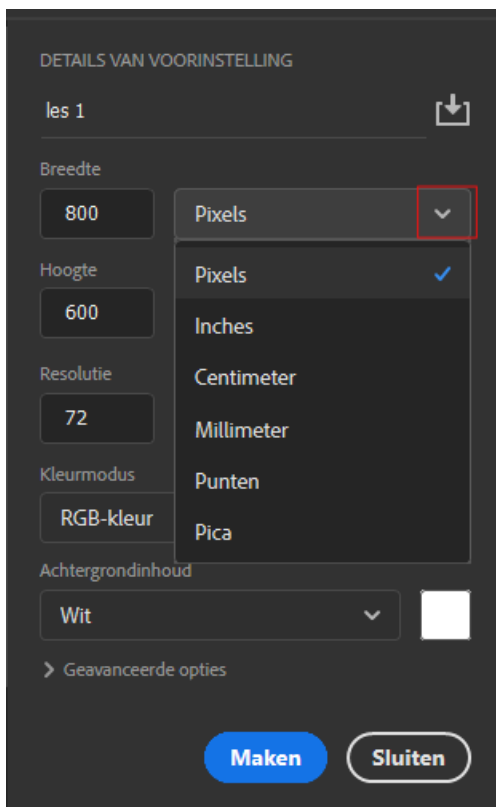 DETAILS VAN VOORINSTELLING
les 1
Breedte
800 Pixels
Hoogte
Pixels
600
Inches
Resolutie
Centimeter
72
Millimeter
Kleurmodus
Punten
RGB-kleur
Pica
Achtergrondinhoud
Wit
Geavanceerde opties
Maken Sluiten